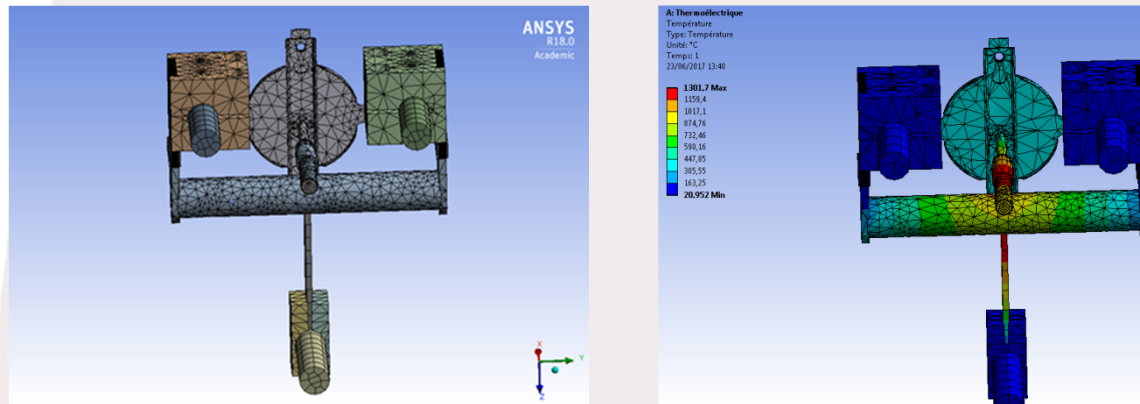 ANSYS
R18.0
Academic
X
Y
Z
A: Thermoélectrique
Température
Type: Température
Unité: °C
Temps: 1
23/06/2017 13:40
1301,7 Max
1159,4
1017,1
874,76
732,46
590,16
447,85
305,55
163,25
20,952 Min